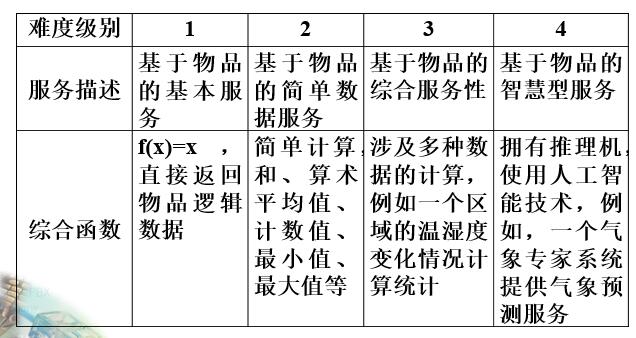 难度级别 1 2 3 4
服务描述
基于物品
的基本服
务
基于物品
的简单数
据服务
基于物品的
综合服务性
基于物品的
智慧型服务
综合函数
f(x)=x ，
直接返回
物品逻辑
数据
简单计算，
和、算术
平均值、
计数值、
最小值、
最大值等
涉及多种数
据的计算，
例如一个区
域的温湿度
变化情况计
算统计
拥有推理机，
使用人工智
能技术，例
如，一个气
象专家系统
提供气象预
测服务